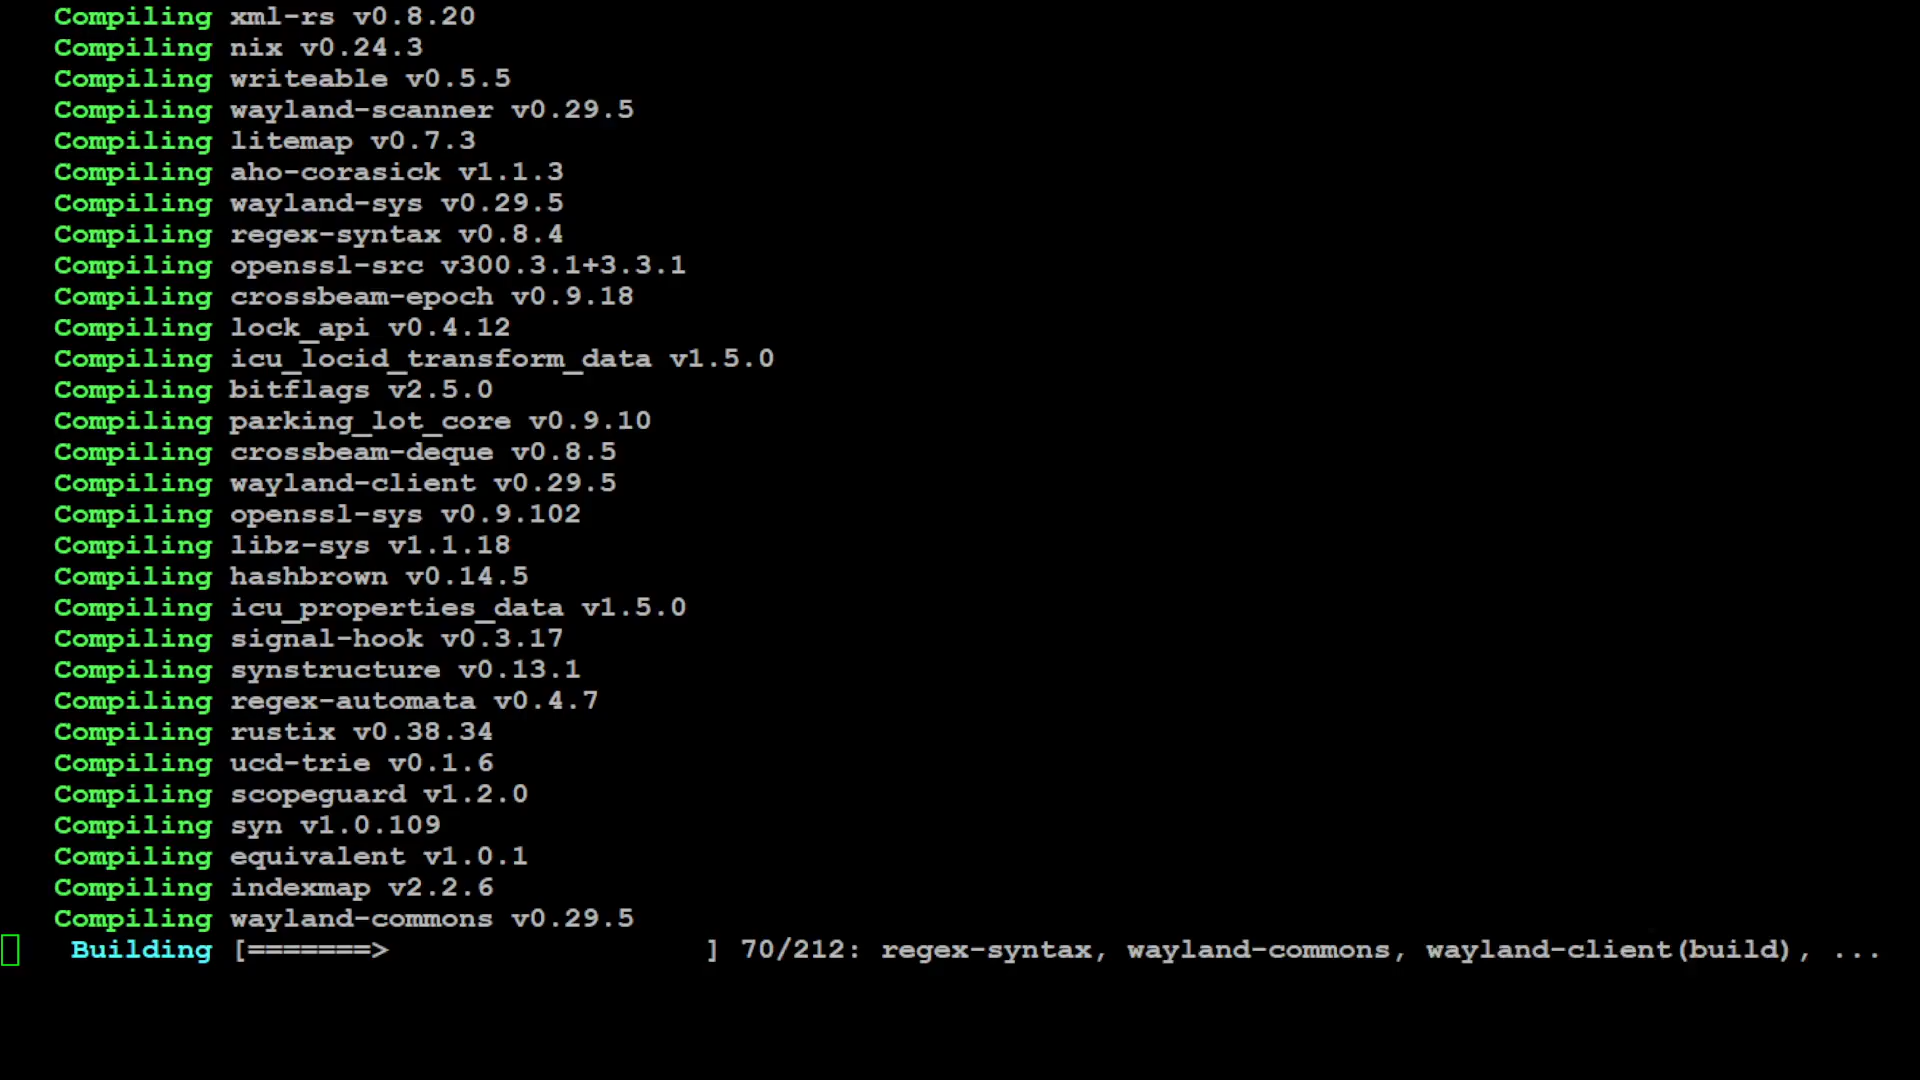 Compiling xml-rs v0.8.20
Compiling nix v0.24.3
Compiling writeable v0.5.5
Compiling wayland-scanner v0.29.5
Compiling litemap v0.7.3
Compiling aho-corasick v1.1.3
Compiling wayland-sys v0.29.5
Compiling regex-syntax v0.8.4
Compiling openssl-src v300.3.1+3.3.1
Compiling crossbeam-epoch v0.9.18
Compiling lock_api v0.4.12
Compiling icu_locid_transform_data v1.5.0
Compiling bitflags v2.5.0
Compiling parking_lot_core v0.9.10
Compiling crossbeam-deque v0.8.5
Compiling wayland-client v0.29.5
Compiling openssl-sys v0.9.102
Compiling libz-sys v1.1.18
Compiling hashbrown v0.14.5
Compiling icu_properties_data v1.5.0
Compiling signal-hook v0.3.17
Compiling synstructure v0.13.1
Compiling regex-automata v0.4.7
Compiling rustix v0.38.34
Compiling ucd-trie v0.1.6
Compiling scopeguard v1.2.0
Compiling syn v1.0.109
Compiling equivalent v1.0.1
Compiling indexmap v2.2.6
Compiling wayland-commons v0.29.5
Building [=======>                  ] 70/212: regex-syntax, wayland-commons, wayland-client(build), ...